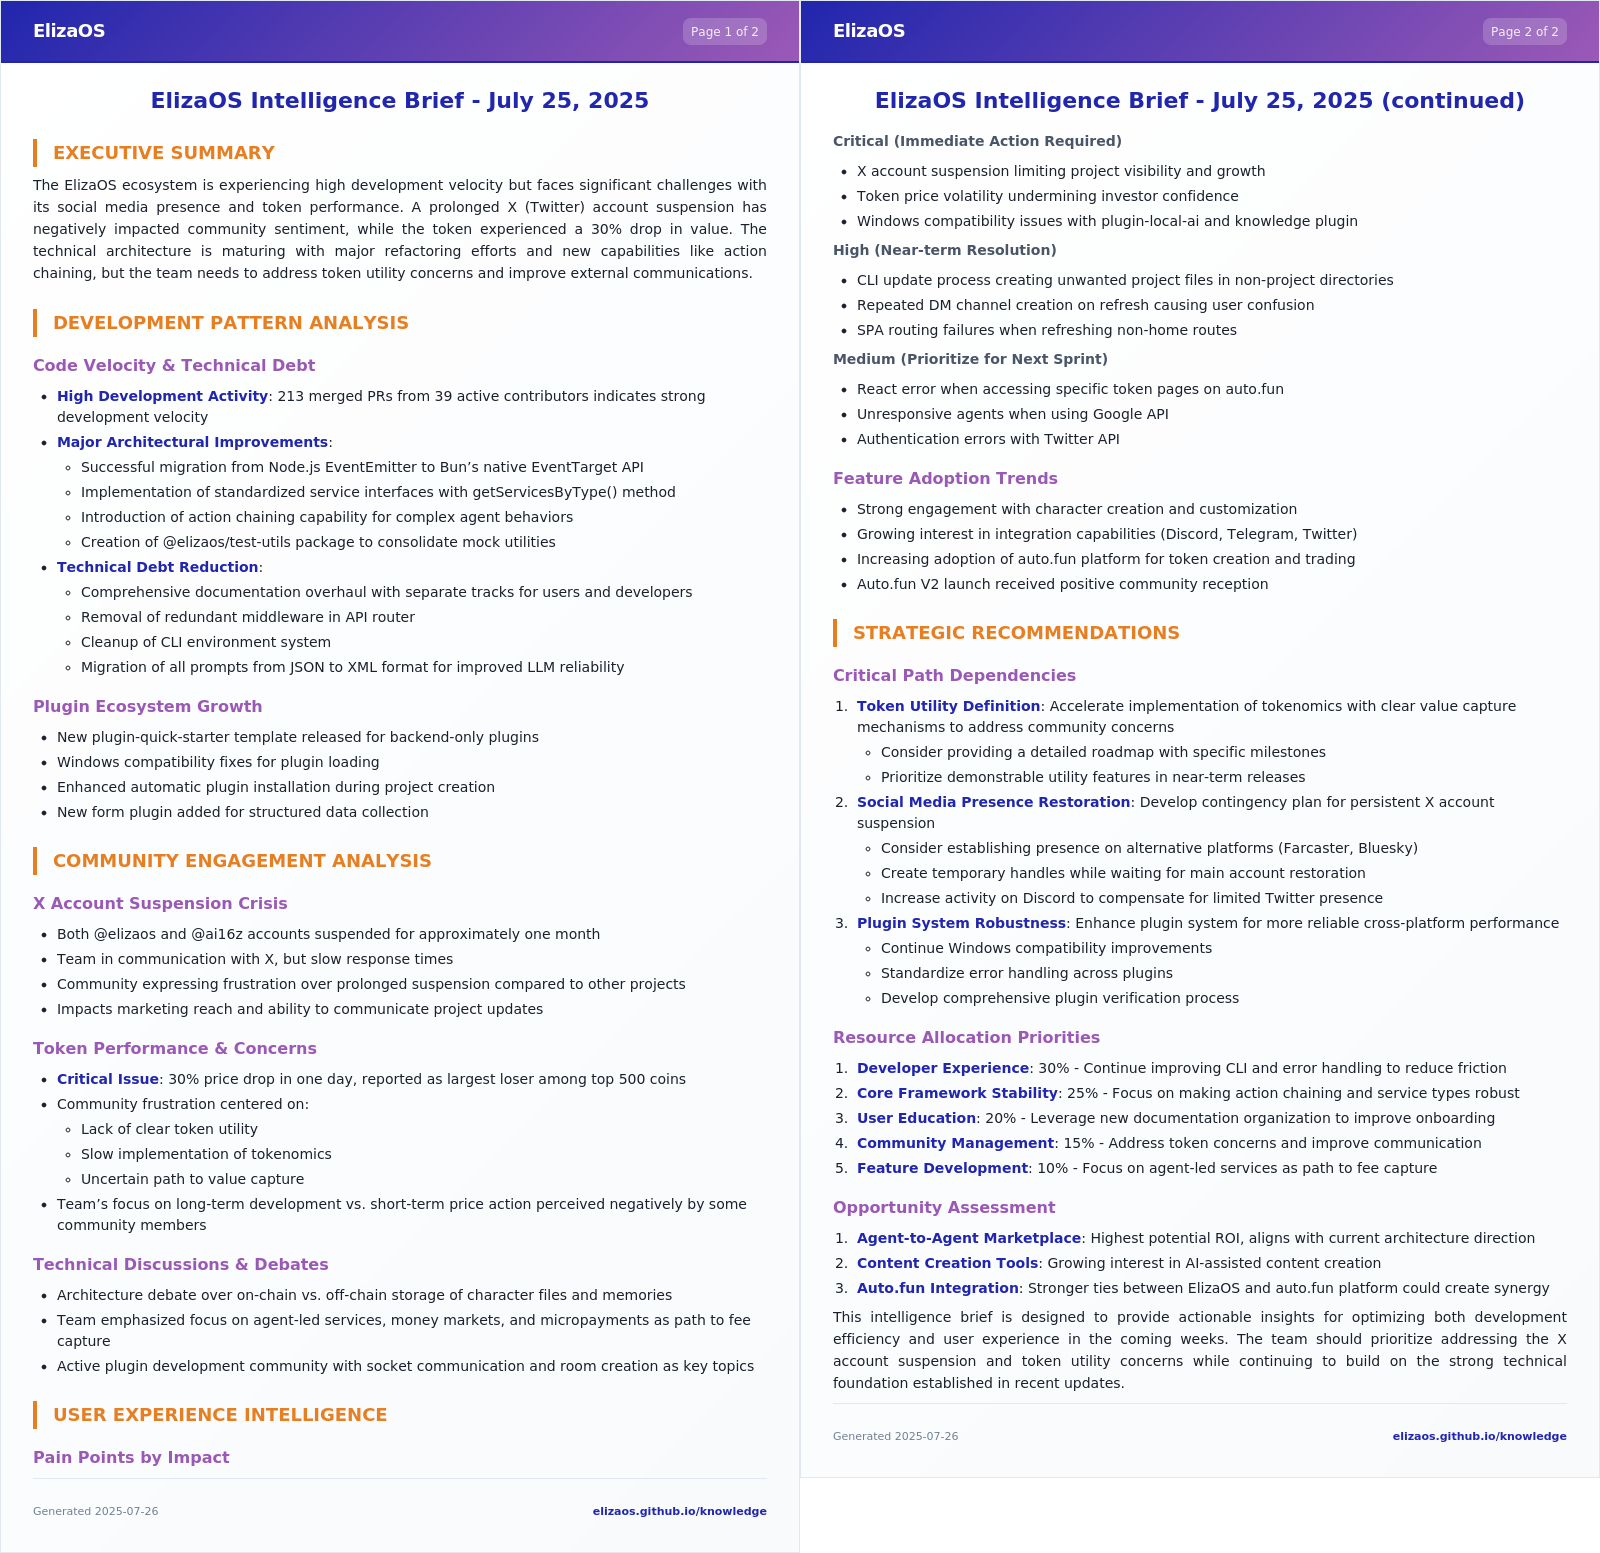 ElizaOS
Page 1 of 2
ElizaOS Intelligence Brief - July 25, 2025
EXECUTIVE SUMMARY
The ElizaOS ecosystem is experiencing high development velocity but faces significant challenges with
its social media presence and token performance. A prolonged X (Twitter) account suspension has
negatively impacted community sentiment, while the token experienced a 30% drop in value. The
technical architecture is maturing with major refactoring efforts and new capabilities like action
chaining, but the team needs to address token utility concerns and improve external communications.
DEVELOPMENT PATTERN ANALYSIS
Code Velocity & Technical Debt
• High Development Activity: 213 merged PRs from 39 active contributors indicates strong
development velocity
• Major Architectural Improvements:
◦ Successful migration from Node.js EventEmitter to Bun’s native EventTarget API
◦ Implementation of standardized service interfaces with getServicesByType() method
◦ Introduction of action chaining capability for complex agent behaviors
◦ Creation of @elizaos/test-utils package to consolidate mock utilities
• Technical Debt Reduction:
◦ Comprehensive documentation overhaul with separate tracks for users and developers
◦ Removal of redundant middleware in API router
◦ Cleanup of CLI environment system
◦ Migration of all prompts from JSON to XML format for improved LLM reliability
Plugin Ecosystem Growth
• New plugin-quick-starter template released for backend-only plugins
• Windows compatibility fixes for plugin loading
• Enhanced automatic plugin installation during project creation
• New form plugin added for structured data collection
COMMUNITY ENGAGEMENT ANALYSIS
X Account Suspension Crisis
• Both @elizaos and @ai16z accounts suspended for approximately one month
• Team in communication with X, but slow response times
• Community expressing frustration over prolonged suspension compared to other projects
• Impacts marketing reach and ability to communicate project updates
Token Performance & Concerns
• Critical Issue: 30% price drop in one day, reported as largest loser among top 500 coins
• Community frustration centered on:
◦ Lack of clear token utility
◦ Slow implementation of tokenomics
◦ Uncertain path to value capture
• Team’s focus on long-term development vs. short-term price action perceived negatively by some
community members
Technical Discussions & Debates
• Architecture debate over on-chain vs. off-chain storage of character files and memories
• Team emphasized focus on agent-led services, money markets, and micropayments as path to fee
capture
• Active plugin development community with socket communication and room creation as key topics
USER EXPERIENCE INTELLIGENCE
Pain Points by Impact
Generated 2025-07-26
elizaos.github.io/knowledge
ElizaOS
Page 2 of 2
ElizaOS Intelligence Brief - July 25, 2025 (continued)
Critical (Immediate Action Required)
• X account suspension limiting project visibility and growth
• Token price volatility undermining investor confidence
• Windows compatibility issues with plugin-local-ai and knowledge plugin
High (Near-term Resolution)
• CLI update process creating unwanted project files in non-project directories
• Repeated DM channel creation on refresh causing user confusion
• SPA routing failures when refreshing non-home routes
Medium (Prioritize for Next Sprint)
• React error when accessing specific token pages on auto.fun
• Unresponsive agents when using Google API
• Authentication errors with Twitter API
Feature Adoption Trends
• Strong engagement with character creation and customization
• Growing interest in integration capabilities (Discord, Telegram, Twitter)
• Increasing adoption of auto.fun platform for token creation and trading
• Auto.fun V2 launch received positive community reception
STRATEGIC RECOMMENDATIONS
Critical Path Dependencies
1. Token Utility Definition: Accelerate implementation of tokenomics with clear value capture
mechanisms to address community concerns
◦ Consider providing a detailed roadmap with specific milestones
◦ Prioritize demonstrable utility features in near-term releases
2. Social Media Presence Restoration: Develop contingency plan for persistent X account
suspension
◦ Consider establishing presence on alternative platforms (Farcaster, Bluesky)
◦ Create temporary handles while waiting for main account restoration
◦ Increase activity on Discord to compensate for limited Twitter presence
3. Plugin System Robustness: Enhance plugin system for more reliable cross-platform performance
◦ Continue Windows compatibility improvements
◦ Standardize error handling across plugins
◦ Develop comprehensive plugin verification process
Resource Allocation Priorities
1. Developer Experience: 30% - Continue improving CLI and error handling to reduce friction
2. Core Framework Stability: 25% - Focus on making action chaining and service types robust
3. User Education: 20% - Leverage new documentation organization to improve onboarding
4. Community Management: 15% - Address token concerns and improve communication
5. Feature Development: 10% - Focus on agent-led services as path to fee capture
Opportunity Assessment
1. Agent-to-Agent Marketplace: Highest potential ROI, aligns with current architecture direction
2. Content Creation Tools: Growing interest in AI-assisted content creation
3. Auto.fun Integration: Stronger ties between ElizaOS and auto.fun platform could create synergy
This intelligence brief is designed to provide actionable insights for optimizing both development
efficiency and user experience in the coming weeks. The team should prioritize addressing the X
account suspension and token utility concerns while continuing to build on the strong technical
foundation established in recent updates.
Generated 2025-07-26
elizaos.github.io/knowledge